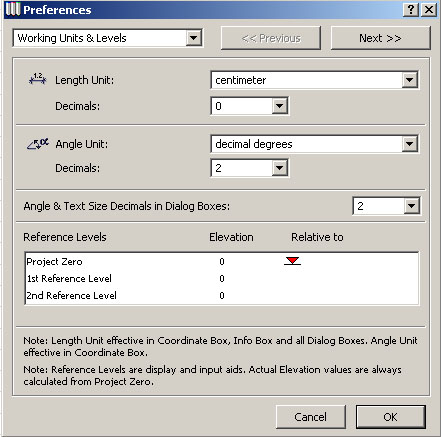 Preferences
Working Units & Levels
<< Previous
Next >>
1.2
Length Unit:
centimeter
Decimals:
0
α
Angle Unit:
decimal degrees
Decimals:
2
Angle & Text Size Decimals in Dialog Boxes:
2
Reference Levels Elevation Relative to
Project Zero 0
1st Reference Level 0
2nd Reference Level 0
Note: Length Unit effective in Coordinate Box, Info Box and all Dialog Boxes. Angle Unit
effective in Coordinate Box.
Note: Reference Levels are display and input aids. Actual Elevation values are always
calculated from Project Zero.
Cancel
OK